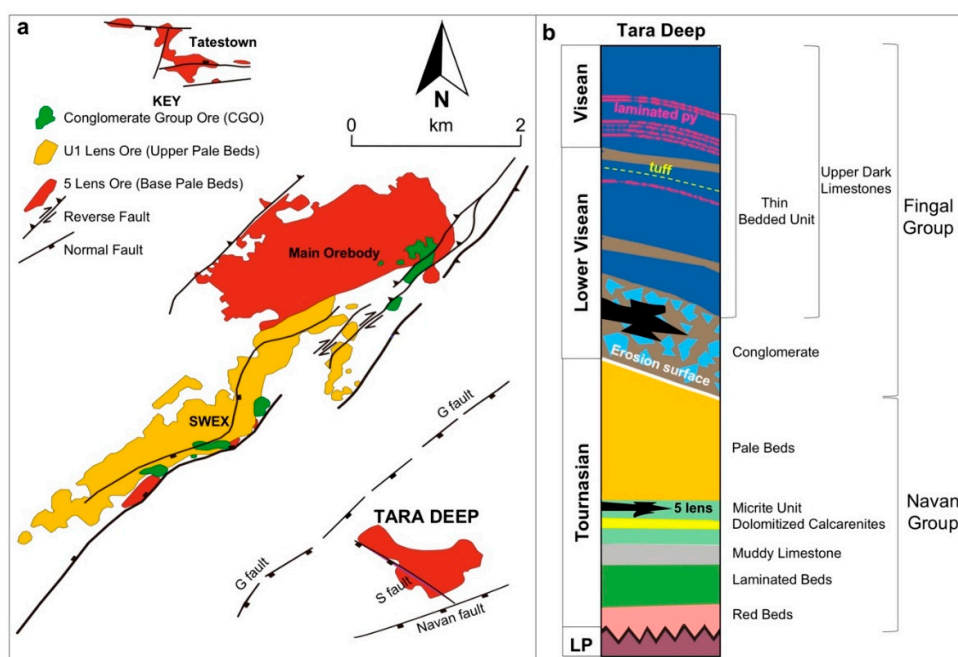 a
Tatestown
KEY
Conglomerate Group Ore (CGO)
U1 Lens Ore (Upper Pale Beds)
5 Lens Ore (Base Pale Beds)
Reverse Fault
Normal Fault
N
0 2
km
Main Orebody
SWEX
G fault
TARA DEEP
G fault
S fault
Navan fault
b
Tara Deep
Visean
Lower Visean
Tournasian
LP
laminated py
tuff
Erosion surface
5 lens
Thin
Bedded Unit
Upper Dark
Limestones
Fingal
Group
Conglomerate
Pale Beds
Micrite Unit
Dolomitized Calcarenites
Muddy Limestone
Laminated Beds
Red Beds
Navan
Group